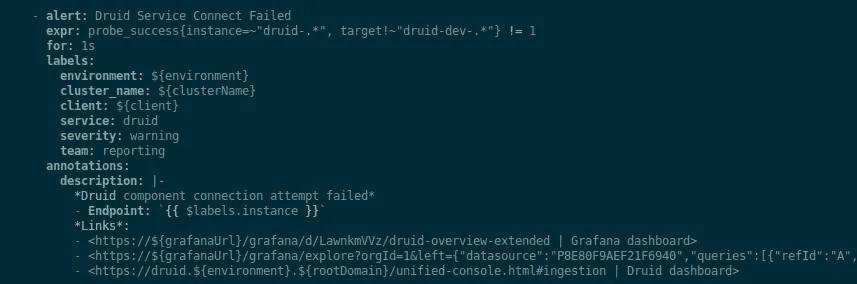 - alert: Druid Service Connect Failed
expr: probe_success{instance=~"druid-.*", target!~"druid-dev-.*"} != 1
for: 1s
labels:
environment: ${environment}
cluster_name: ${clusterName}
client: ${client}
service: druid
severity: warning
team: reporting
annotations:
description: |-
*Druid component connection attempt failed*
- Endpoint: `{{ $labels.instance }}`
*Links*:
- <https://${grafanaUrl}/grafana/d/LawnkmVVz/druid-overview-extended | Grafana dashboard>
- <https://${grafanaUrl}/grafana/explore?orgId=1&left={"datasource":"P8E80F9AEF21F6940","queries":[{"refId":"A",
- <https://druid.${environment}.${rootDomain}/unified-console.html#ingestion | Druid dashboard>